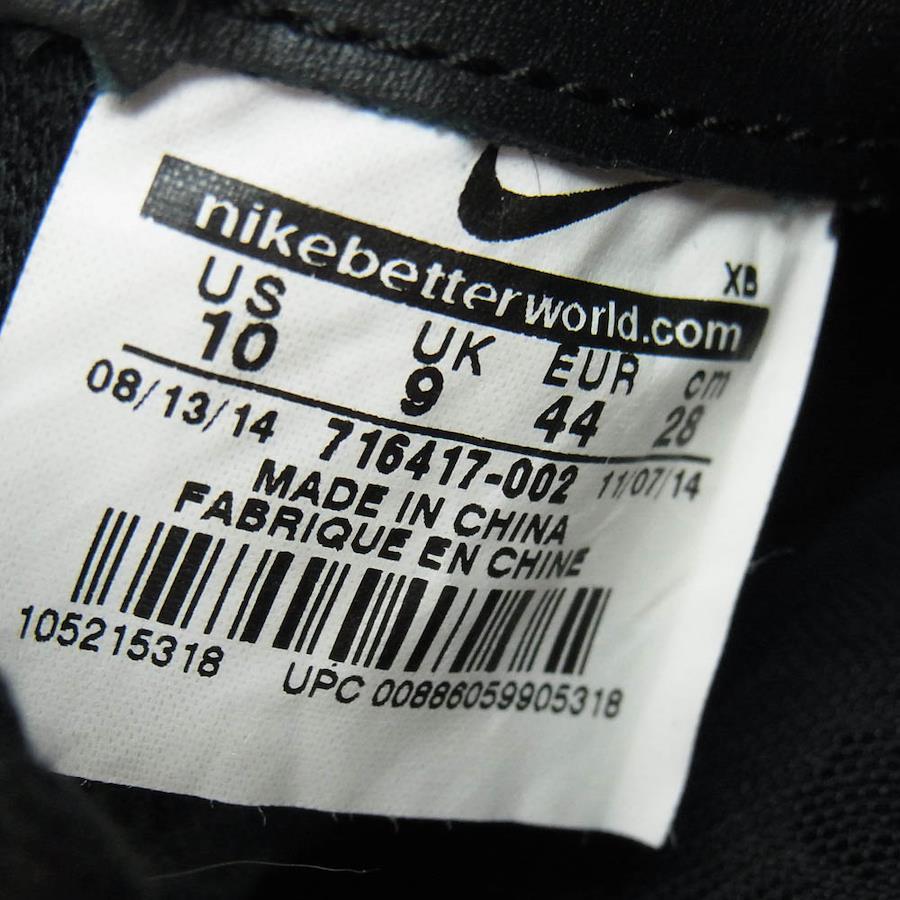 XB
nikebetterworld.com
US UK EUR cm
10 9 44 28
08/13/14 716417-002 11/07/14
MADE IN CHINA
FABRIQUE EN CHINE
105215318 UPC 00886059905318